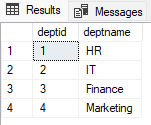 Results Messages
deptid deptname
1 1 HR
2 2 IT
3 3 Finance
4 4 Marketing